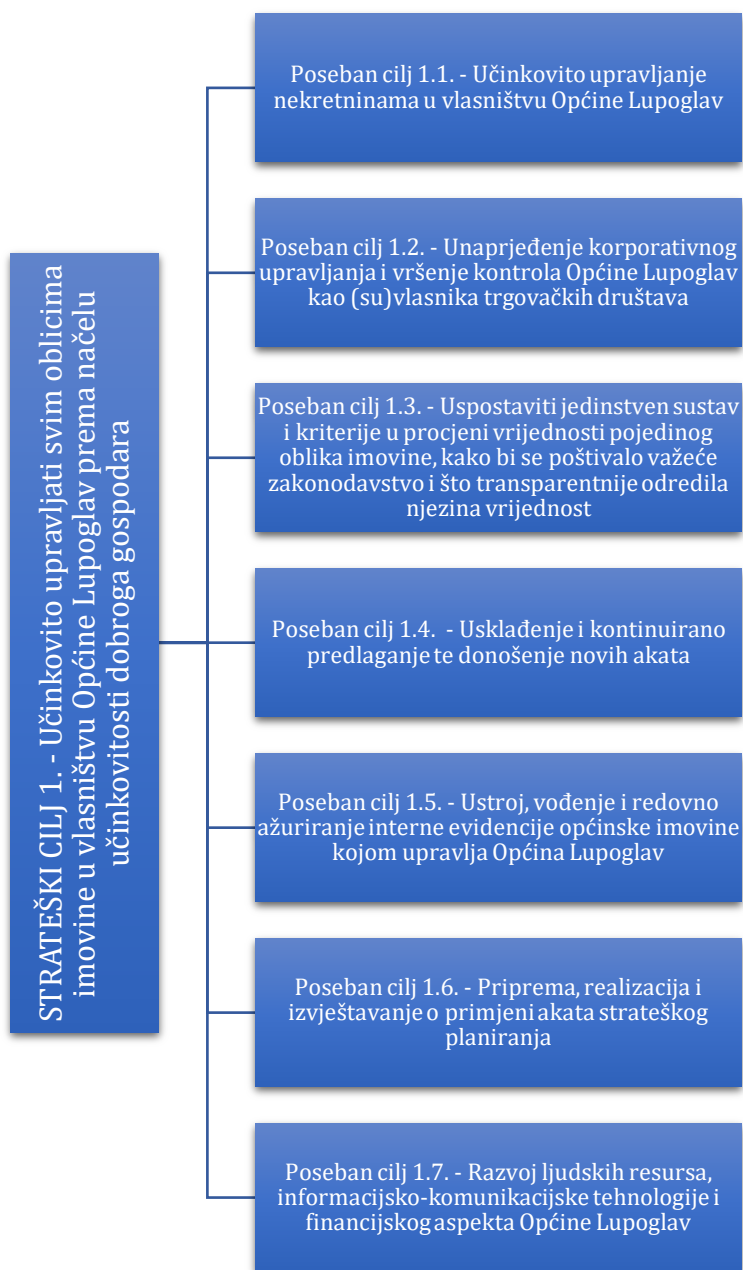 STRATEŠKI CILJ 1. - Učinkovito upravljati svim oblicima
imovine u vlasništvu Općine Lupoglav prema načelu
učinkovitosti dobroga gospodara
Poseban cilj 1.1. - Učinkovito upravljanje
nekretninama u vlasništvu Općine Lupoglav
Poseban cilj 1.2. - Unaprjeđenje korporativnog
upravljanja i vršenje kontrola Općine Lupoglav
kao (su)vlasnika trgovačkih društava
Poseban cilj 1.3. - Uspostaviti jedinstven sustav
i kriterije u procjeni vrijednosti pojedinog
oblika imovine, kako bi se poštivalo važeće
zakonodavstvo i što transparentnije odredila
njezina vrijednost
Poseban cilj 1.4. - Usklađenje i kontinuirano
predlaganje te donošenje novih akata
Poseban cilj 1.5. - Ustroj, vođenje i redovno
ažuriranje interne evidencije općinske imovine
kojom upravlja Općina Lupoglav
Poseban cilj 1.6. - Priprema, realizacija i
izvještavanje o primjeni akata strateškog
planiranja
Poseban cilj 1.7. - Razvoj ljudskih resursa,
informacijsko-komunikacijske tehnologije i
financijskog aspekta Općine Lupoglav